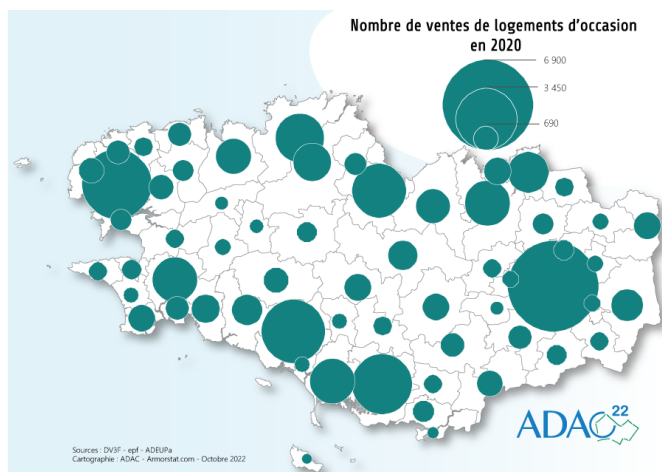 Nombre de ventes de logements d'occasion
en 2020
6 900
3 450
690
ADAC 22
Sources : DV3F - epf - ADEUPa
Cartographie : ADAC - Armorstat.com - Octobre 2022